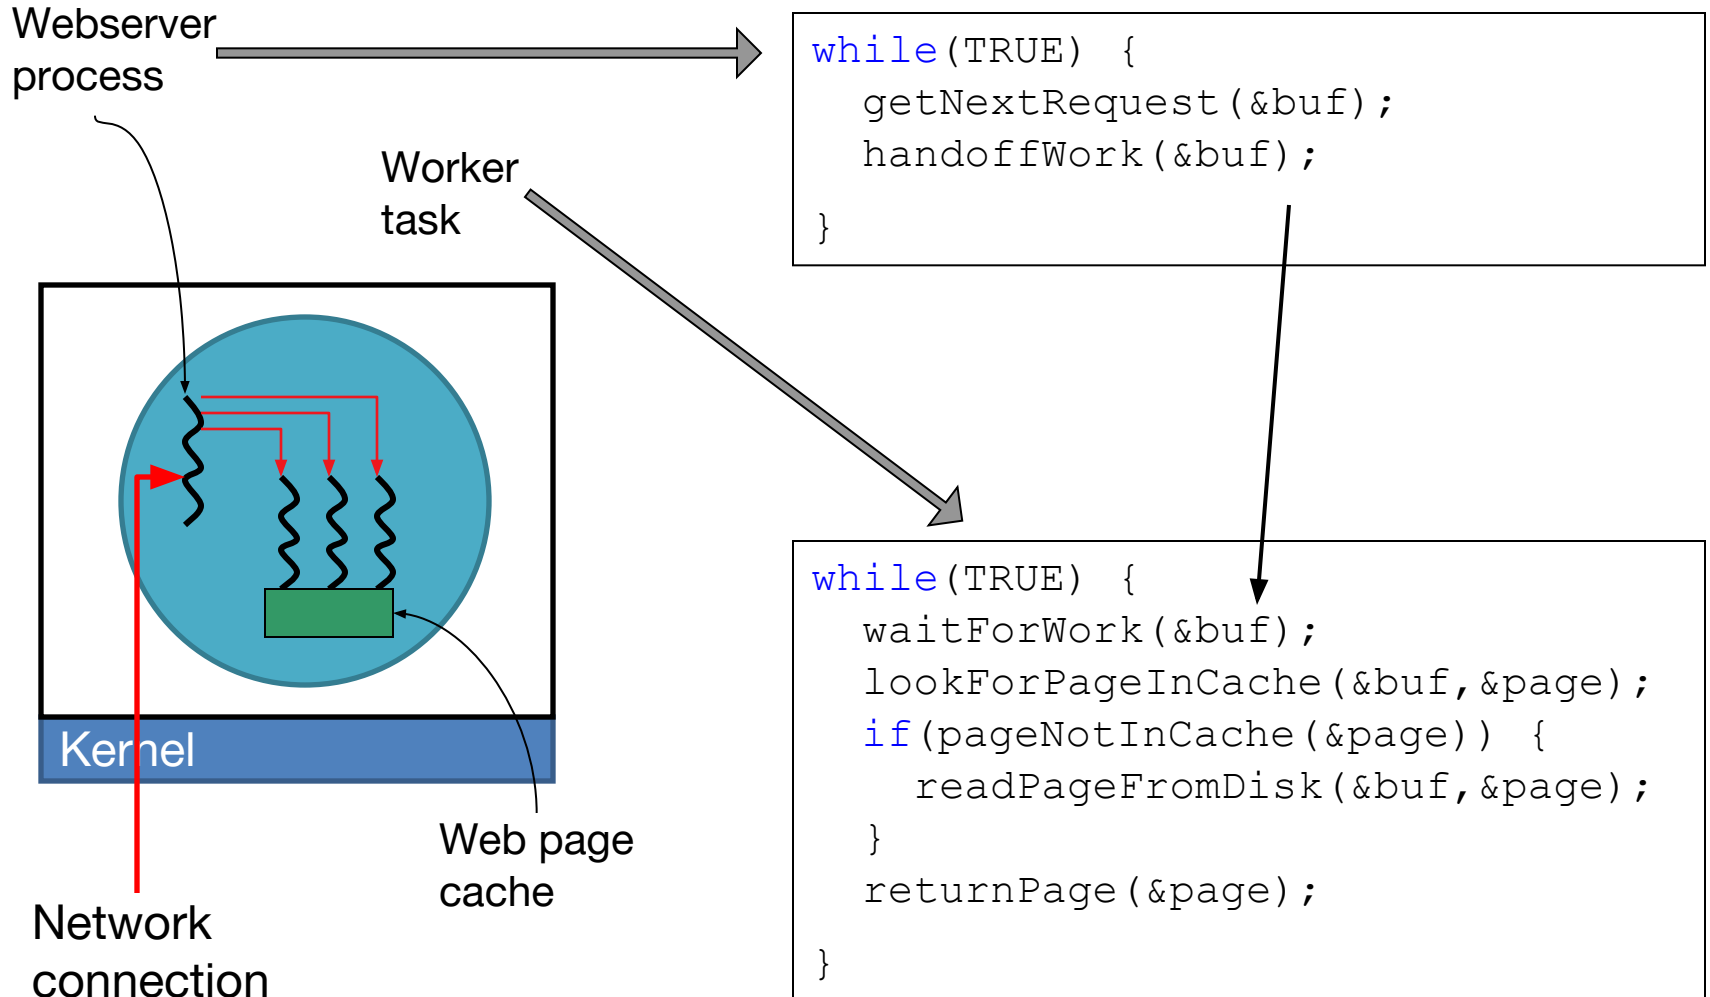 Webserver
process
while(TRUE) {
  getNextRequest(&buf);
  handoffWork(&buf);
}
Worker
task
Kernel
Web page
cache
Network
connection
while(TRUE) {
  waitForWork(&buf);
  lookForPageInCache(&buf,&page);
  if(pageNotInCache(&page)) {
    readPageFromDisk(&buf,&page);
  }
  returnPage(&page);
}